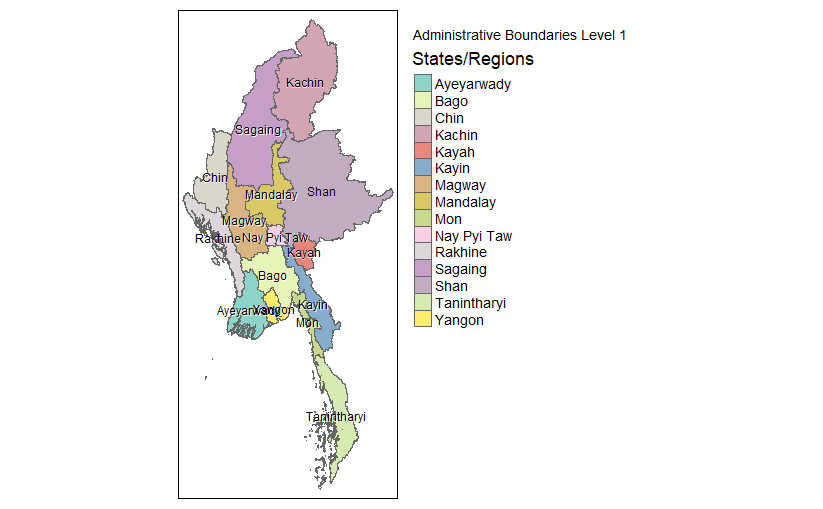 Administrative Boundaries Level 1
States/Regions
Ayeyarwady
Bago
Chin
Kachin
Kayah
Kayin
Magway
Mandalay
Mon
Nay Pyi Taw
Rakhine
Sagaing
Shan
Tanintharyi
Yangon
Kachin
Sagaing
Chin
Shan
Mandalay
Magway
Rakhine
Nay Pyi Taw
Kayah
Bago
Kayin
Ayeyarwady
Yangon
Mon
Tanintharyi